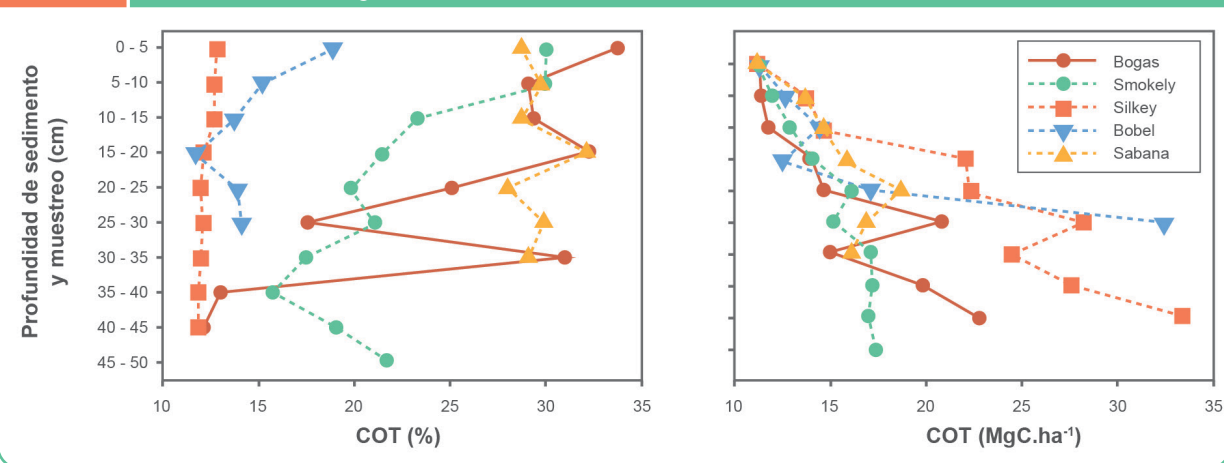 Profundidad de sedimento
y muestreo (cm)
0 - 5
5 -10
10 - 15
15 - 20
20 - 25
25 - 30
30 - 35
35 - 40
40 - 45
45 - 50
10 15 20 25 30 35
COT (%)
Bogas
Smokely
Silkey
Bobel
Sabana
10 15 20 25 30 35
COT (MgC.ha-1)